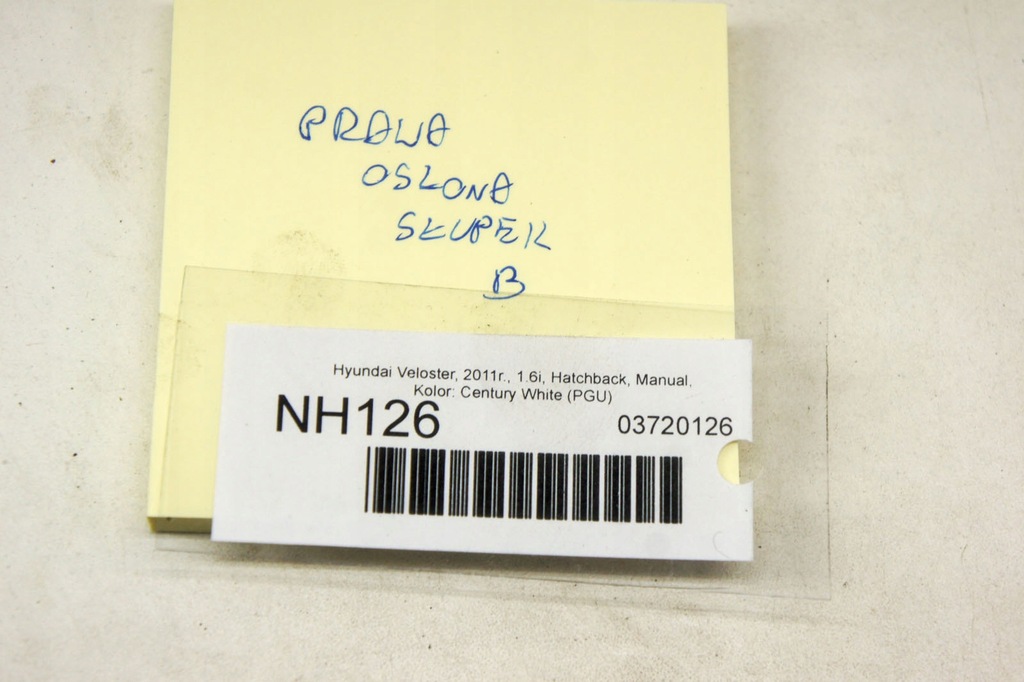 PRAWA
OSŁONA
SŁUPEK
B
Hyundai Veloster, 2011r., 1.6i, Hatchback, Manual,
Kolor: Century White (PGU)
NH126
03720126